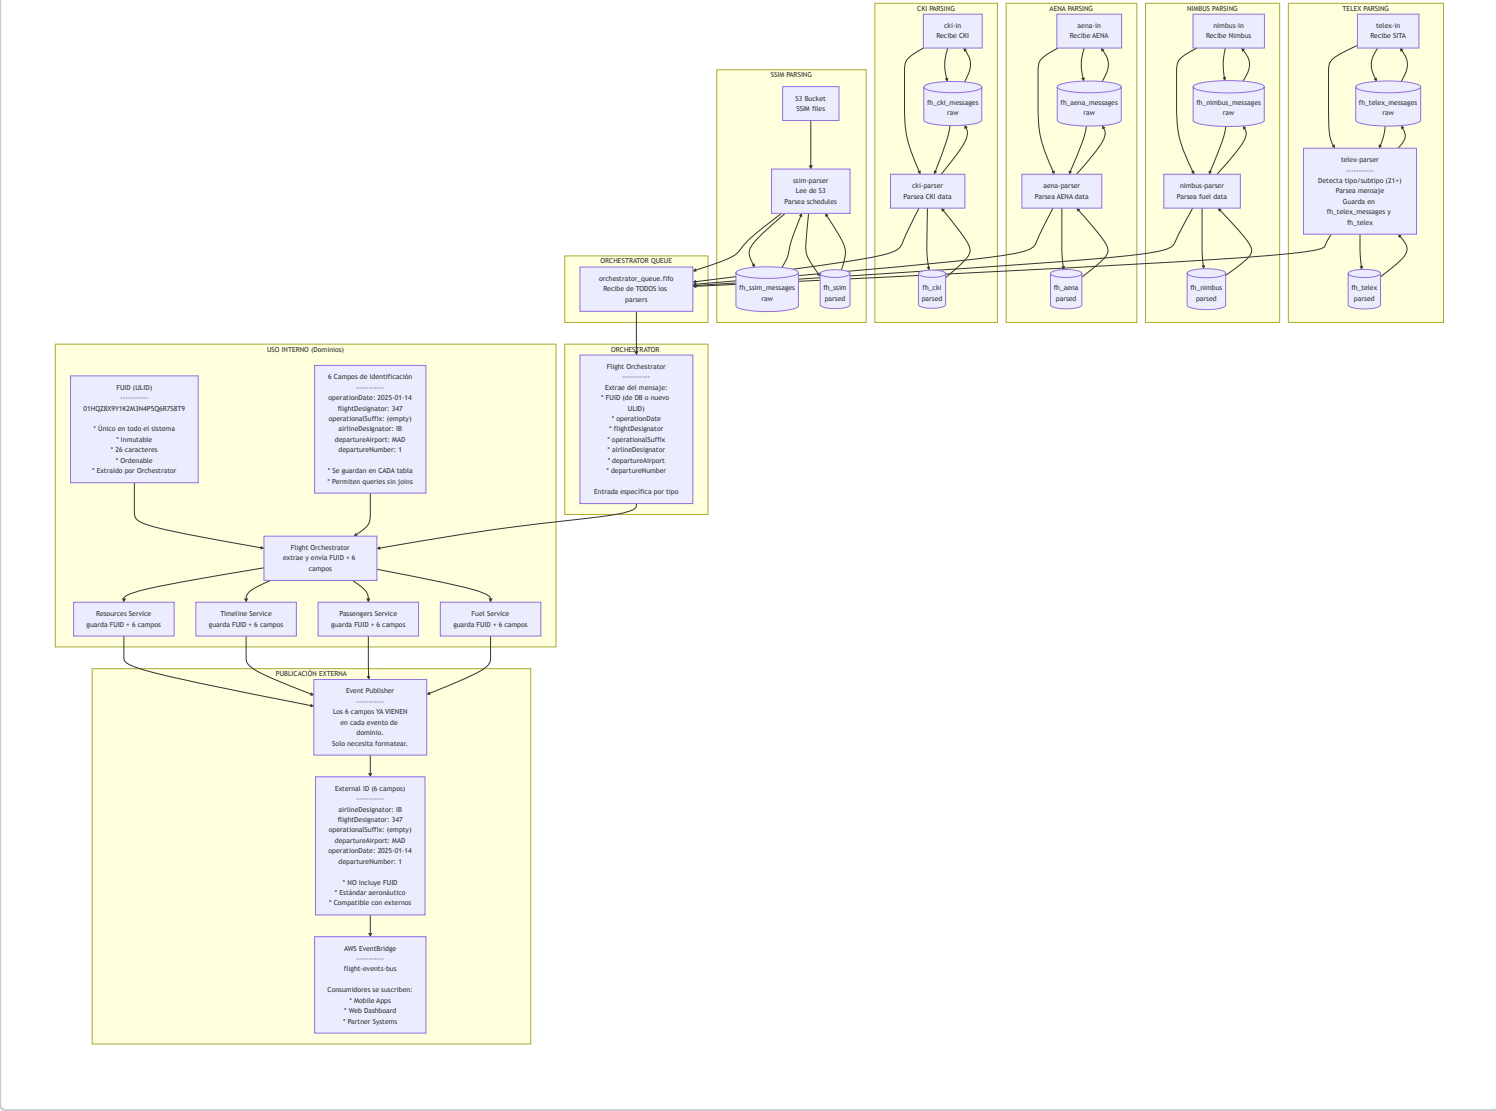 CKI PARSING
cki-in
Recibe CKI
fh_cki_messages
raw
cki-parser
Parsea CKI data
fh_cki
parsed
AENA PARSING
aena-in
Recibe AENA
fh_aena_messages
raw
aena-parser
Parsea AENA data
fh_aena
parsed
NIMBUS PARSING
nimbus-in
Recibe Nimbus
fh_nimbus_messages
raw
nimbus-parser
Parsea fuel data
fh_nimbus
parsed
TELEX PARSING
telex-in
Recibe SITA
fh_telex_messages
raw
telex-parser
-----------
Detecta tipo/subtipo (21+)
Parsea mensaje
Guarda en
fh_telex_messages y
fh_telex
fh_telex
parsed
SSIM PARSING
S3 Bucket
SSIM files
ssim-parser
Lee de S3
Parsea schedules
fh_ssim_messages
raw
fh_ssim
parsed
ORCHESTRATOR QUEUE
orchestrator_queue.fifo
Recibe de TODOS los
parsers
ORCHESTRATOR
Flight Orchestrator
-----------
Extrae del mensaje:
* FUID (de DB o nuevo
ULID)
* operationDate
* flightDesignator
* operationalSuffix
* airlineDesignator
* departureAirport
* departureNumber
Entrada específica por tipo
USO INTERNO (Dominios)
FUID (ULID)
-----------
01HQZ8X9Y1K2M3N4P5Q6R7S8T9
* Único en todo el sistema
* Inmutable
* 26 caracteres
* Ordenable
* Extraído por Orchestrator
6 Campos de Identificación
-----------
operationDate: 2025-01-14
flightDesignator: 347
operationalSuffix: (empty)
airlineDesignator: IB
departureAirport: MAD
departureNumber: 1
* Se guardan en CADA tabla
* Permiten queries sin joins
Flight Orchestrator
extrae y envía FUID + 6
campos
Resources Service
guarda FUID + 6 campos
Timeline Service
guarda FUID + 6 campos
Passengers Service
guarda FUID + 6 campos
Fuel Service
guarda FUID + 6 campos
PUBLICACIÓN EXTERNA
Event Publisher
-----------
Los 6 campos YA VIENEN
en cada evento de
dominio.
Solo necesita formatear.
External ID (6 campos)
-----------
airlineDesignator: IB
flightDesignator: 347
operationalSuffix: (empty)
departureAirport: MAD
operationDate: 2025-01-14
departureNumber: 1
* NO incluye FUID
* Estándar aeronáutico
* Compatible con externos
AWS EventBridge
-----------
flight-events-bus
Consumidores se suscriben:
* Mobile Apps
* Web Dashboard
* Partner Systems